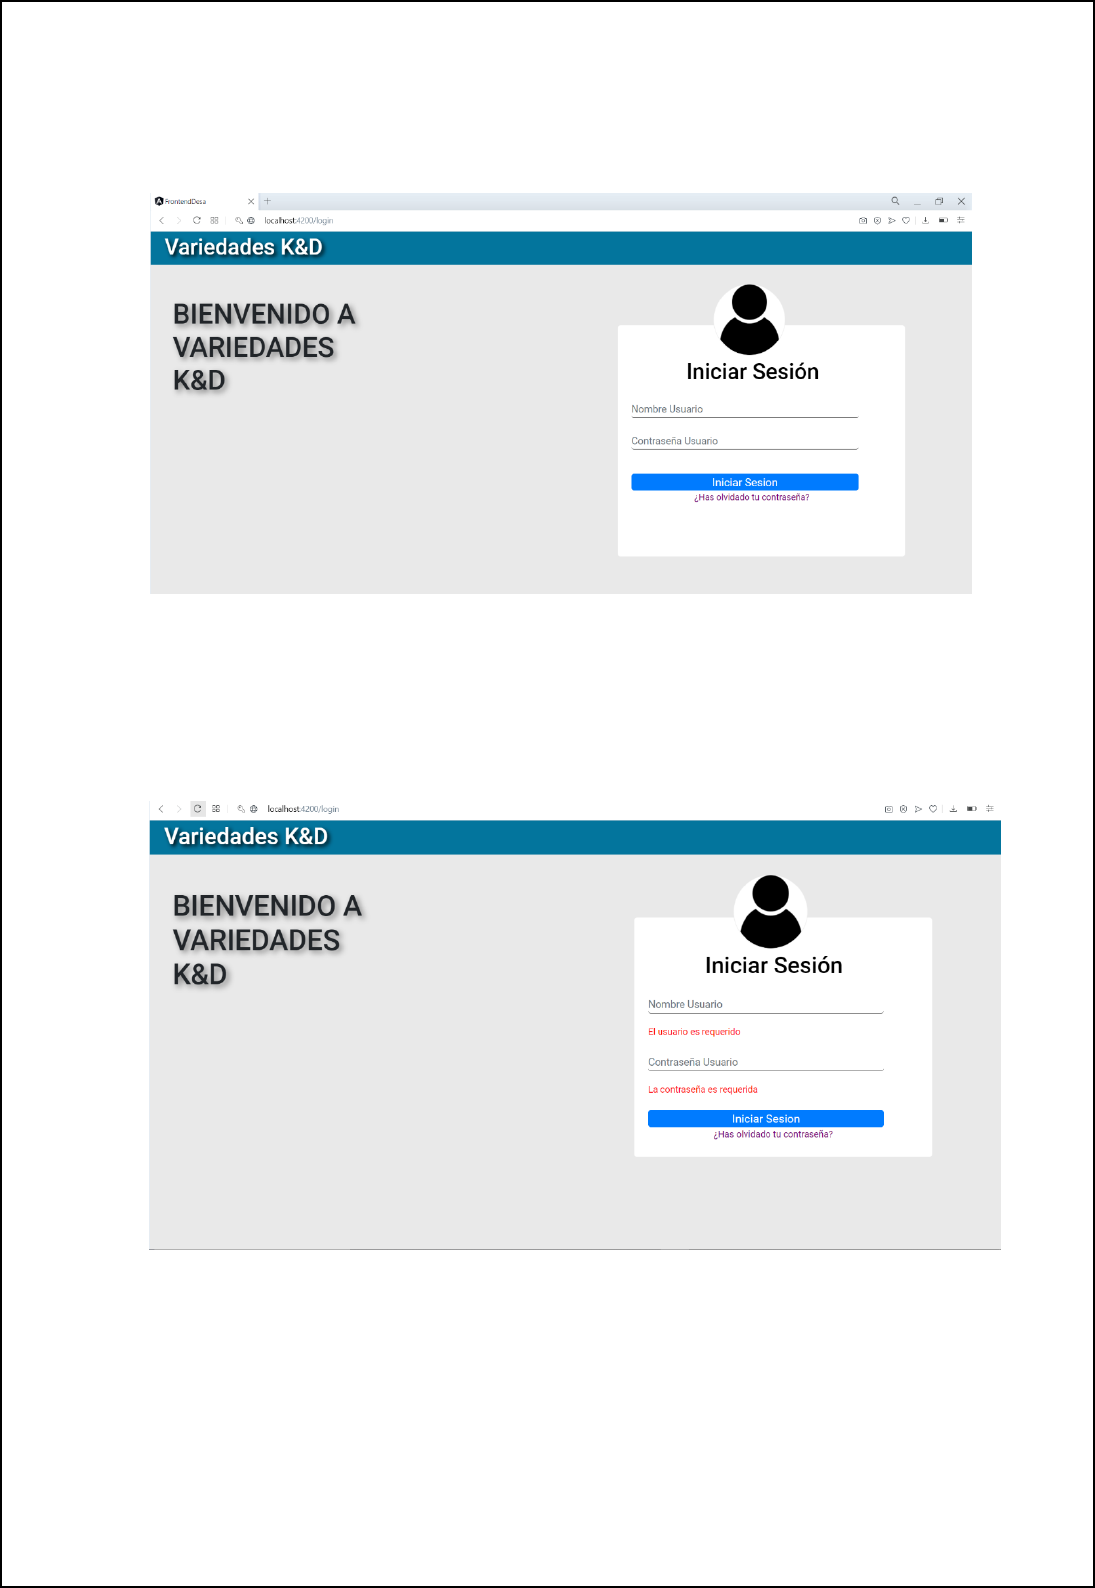 FrontendDesa
localhost:4200/login
Variedades K&D
BIENVENIDO A
VARIEDADES
K&D
Iniciar Sesión
Nombre Usuario
Contraseña Usuario
Iniciar Sesion
¿Has olvidado tu contraseña?
localhost:4200/login
Variedades K&D
BIENVENIDO A
VARIEDADES
K&D
Iniciar Sesión
Nombre Usuario
El usuario es requerido
Contraseña Usuario
La contraseña es requerida
Iniciar Sesion
¿Has olvidado tu contraseña?